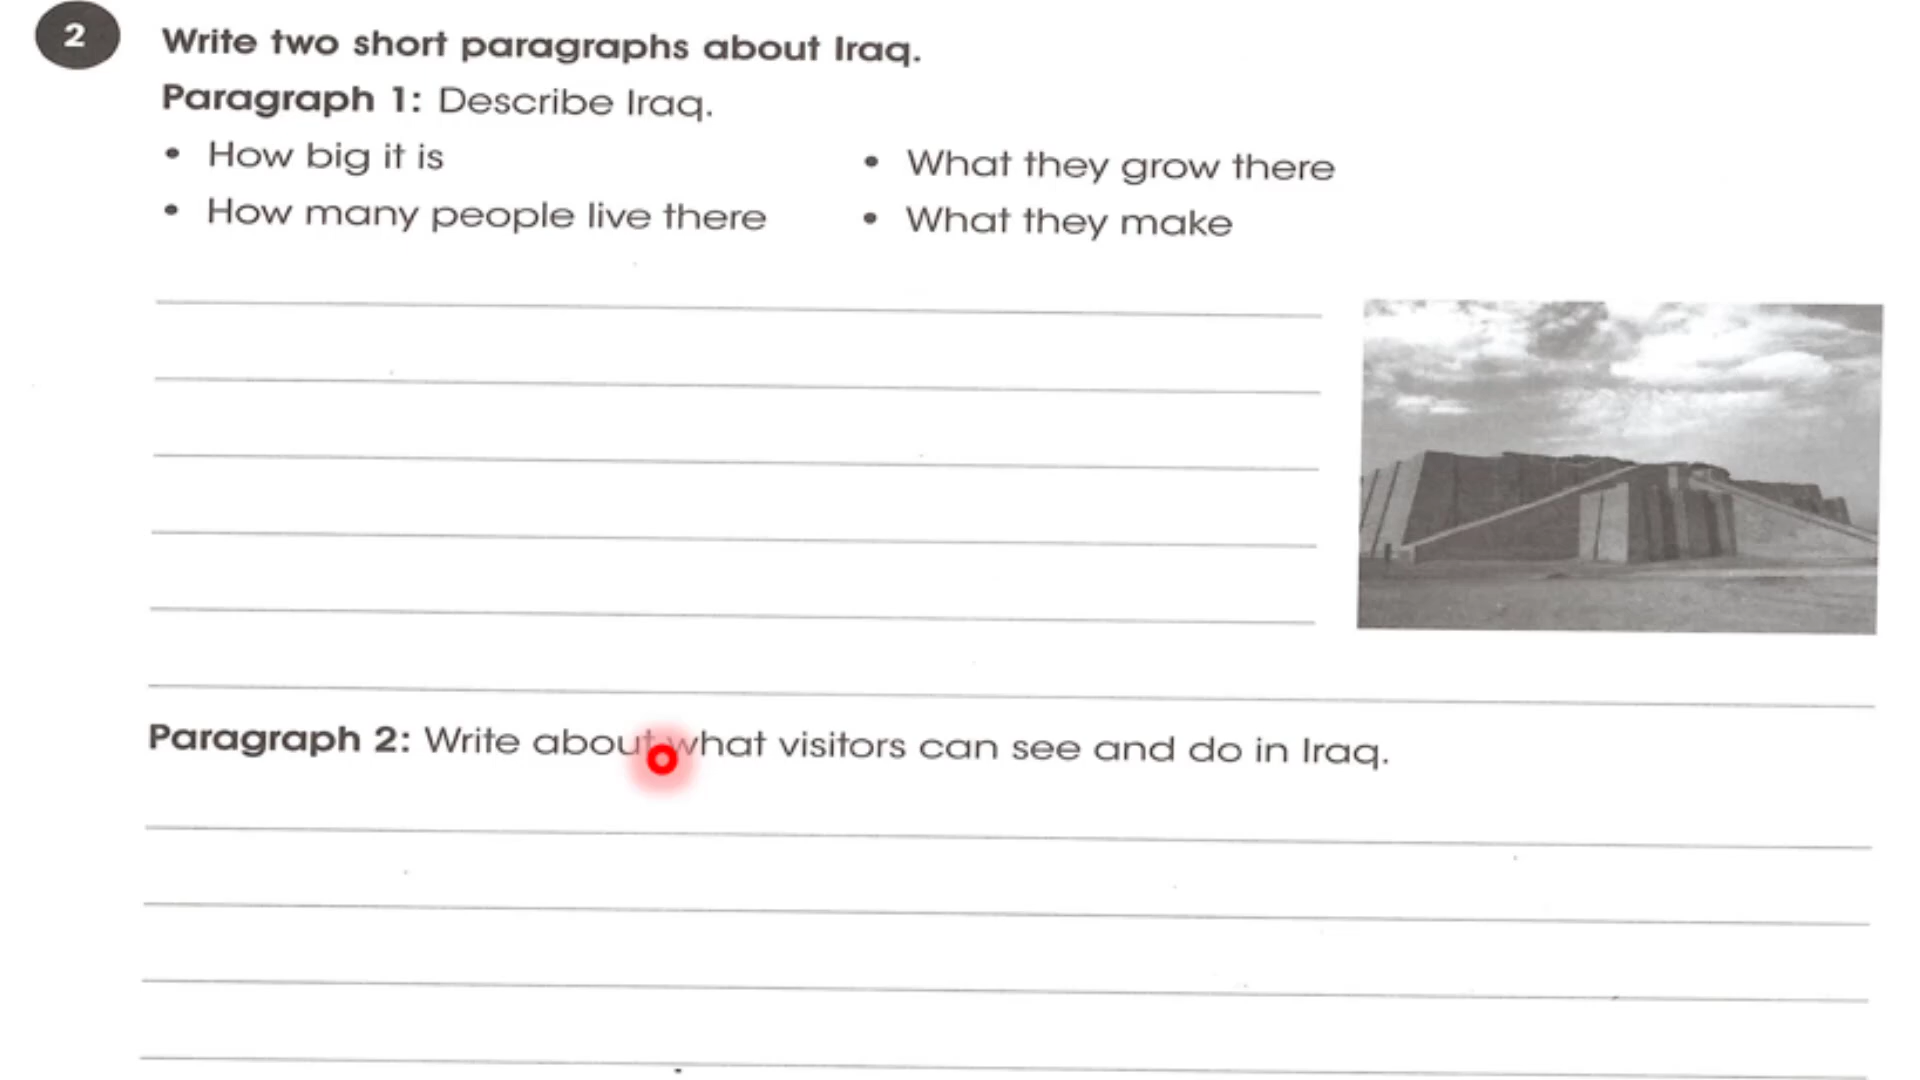 2
Write two short paragraphs about Iraq.
Paragraph 1: Describe Iraq.
• How big it is
• What they grow there
• How many people live there
• What they make
Paragraph 2: Write about what visitors can see and do in Iraq.